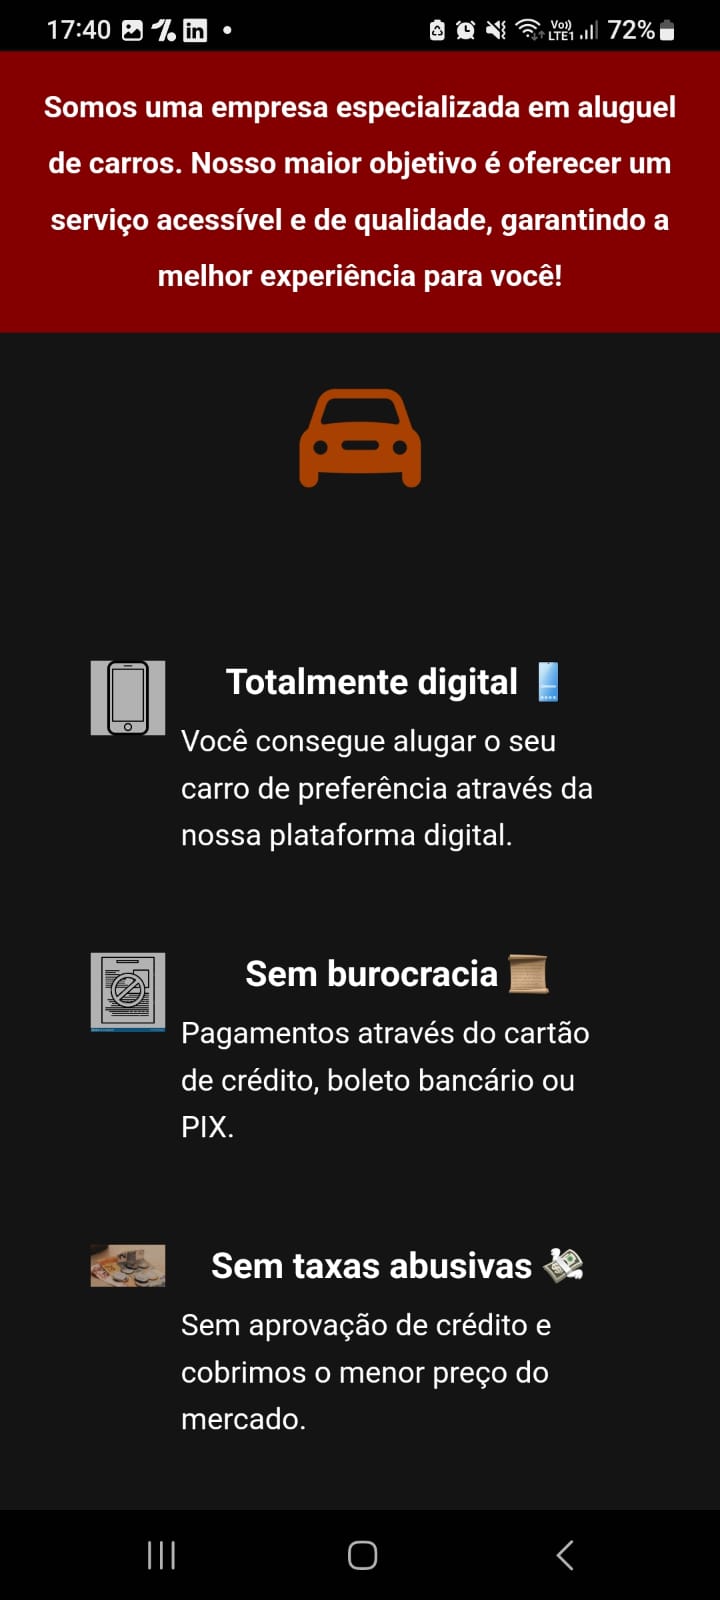 17:40
in
Vo))
LTE1
72%
Somos uma empresa especializada em aluguel
de carros. Nosso maior objetivo é oferecer um
serviço acessível e de qualidade, garantindo a
melhor experiência para você!
Totalmente digital
Você consegue alugar o seu
carro de preferência através da
nossa plataforma digital.
Sem burocracia
Pagamentos através do cartão
de crédito, boleto bancário ou
PIX.
Sem taxas abusivas
Sem aprovação de crédito e
cobrimos o menor preço do
mercado.